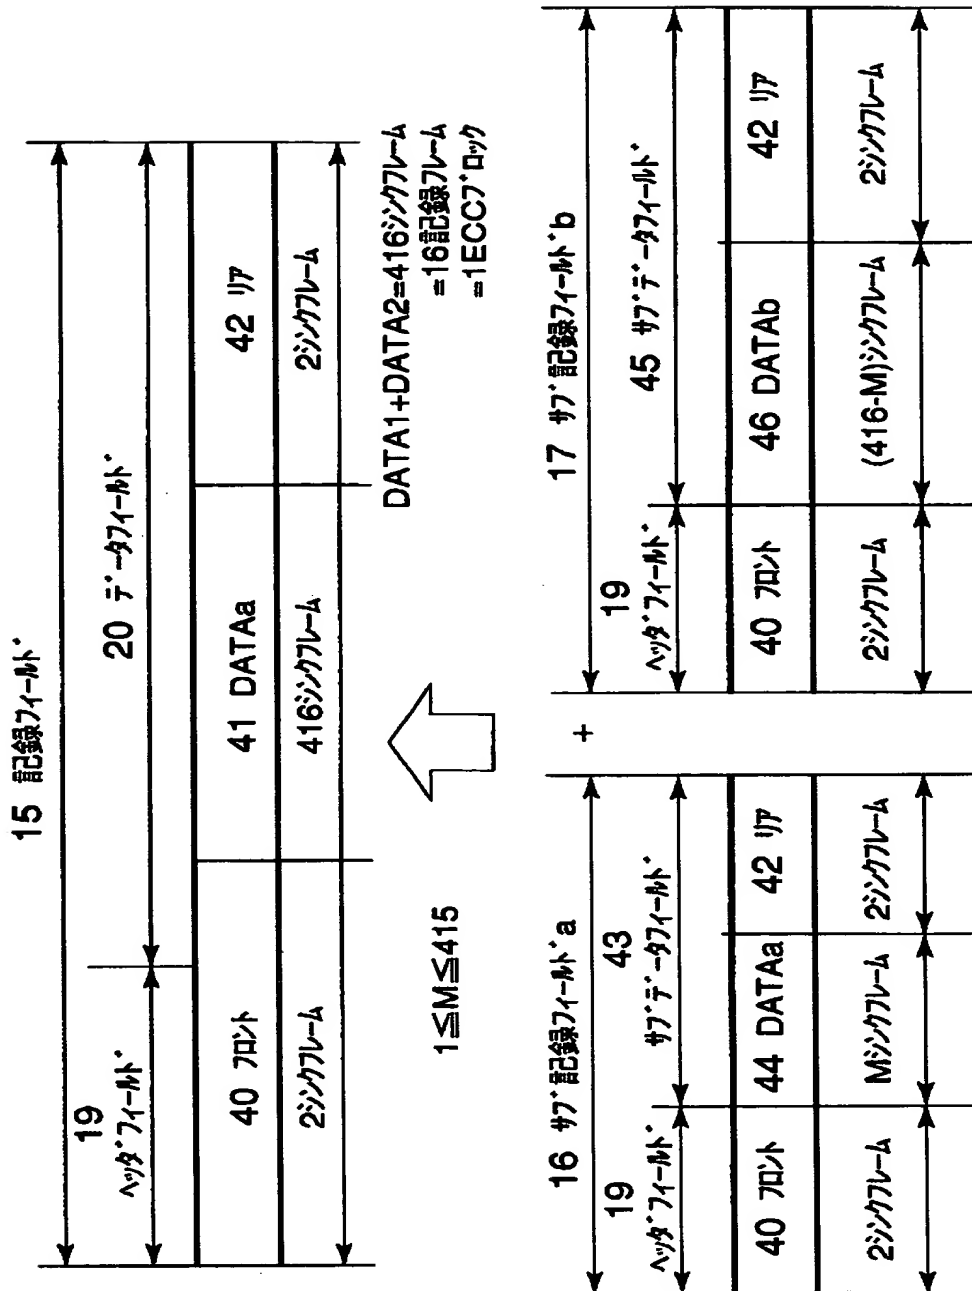 15 記録フィールド
19
ヘッダフィールド
20 データフィールド
40 フロント
41 DATAa
42 リア
2シンクフレーム
416シンクフレーム
2シンクフレーム
1≦M≦415
DATA1+DATA2=416シンクフレーム
=16記録フレーム
=1ECCブロック
16 サブ記録フィールドa
19
ヘッダフィールド
43
サブデータフィールド
40 フロント
44 DATAa
42 リア
2シンクフレーム
Mシンクフレーム
2シンクフレーム
+
17 サブ記録フィールドb
19
ヘッダフィールド
45 サブデータフィールド
40 フロント
46 DATAb
42 リア
2シンクフレーム
(416-M)シンクフレーム
2シンクフレーム